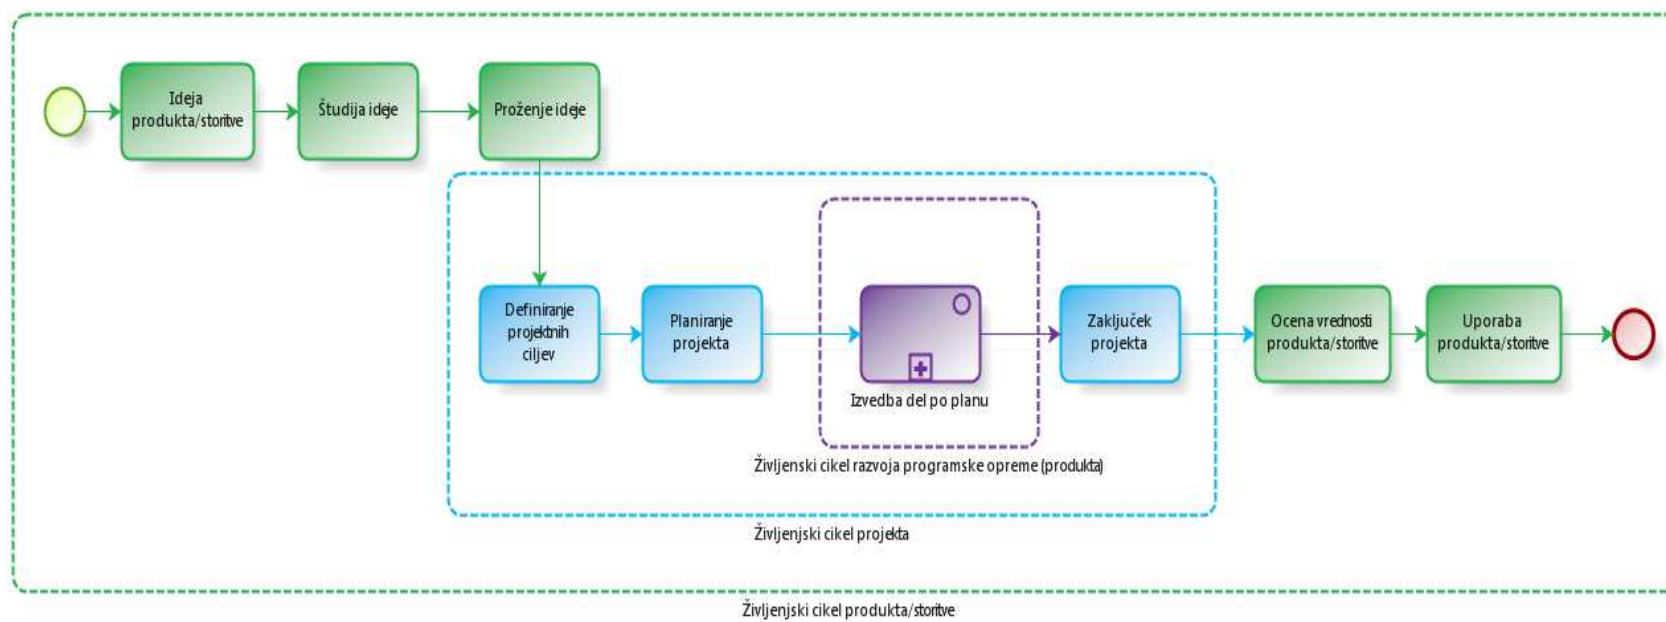 Ideja
produkta/storitve
Študija ideje
Proženje ideje
Definiranje
projektnih
ciljev
Planiranje
projekta
Izvedba del po planu
Zaključek
projekta
Ocena vrednosti
produkta/storitve
Uporaba
produkta/storitve
Življenski cikel razvoja programske opreme (produkta)
Življenjski cikel projekta
Življenjski cikel produkta/storitve